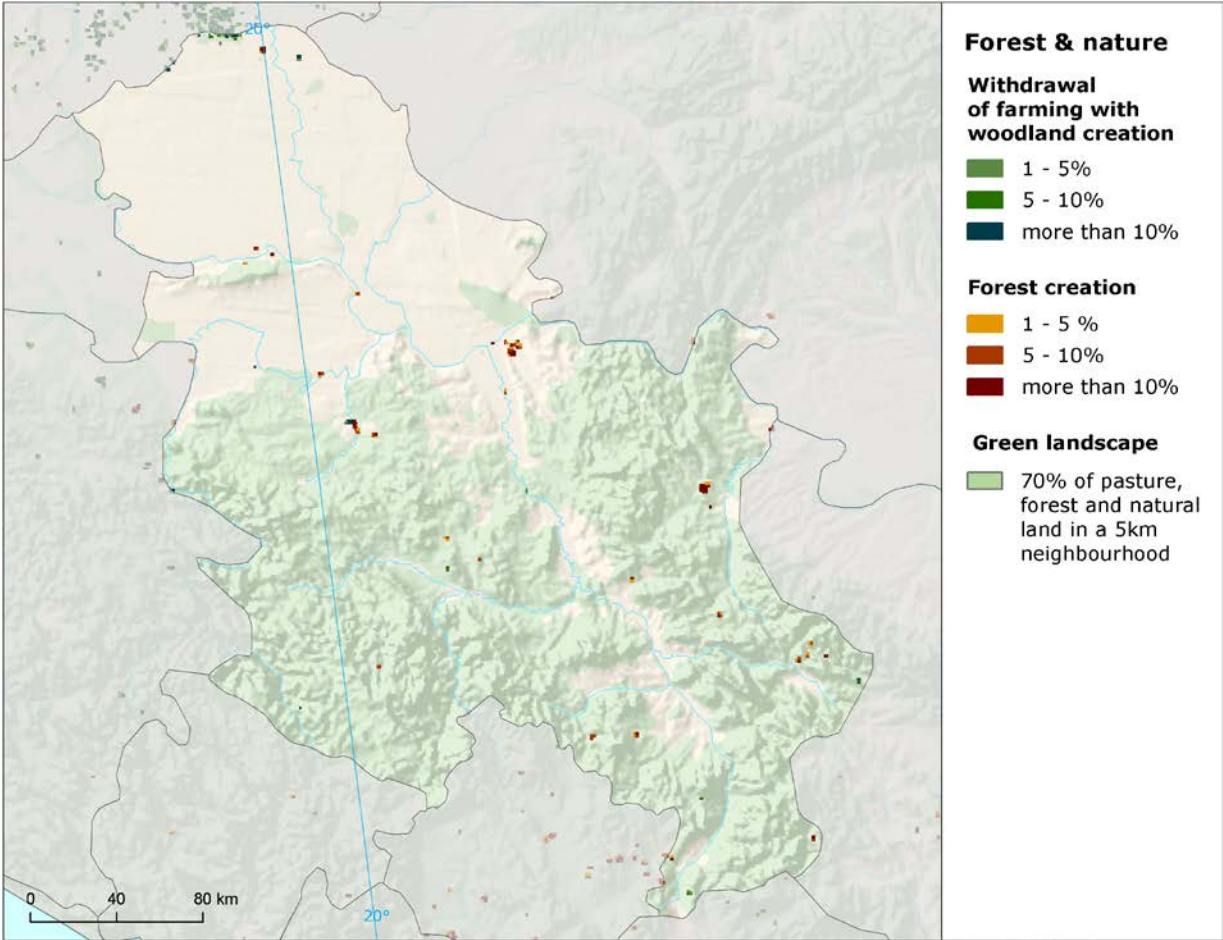 20°
Forest & nature
Withdrawal
of farming with
woodland creation
1 - 5%
5 - 10%
more than 10%
Forest creation
1 - 5 %
5 - 10%
more than 10%
Green landscape
70% of pasture,
forest and natural
land in a 5km
neighbourhood
0 40 80 km
20°